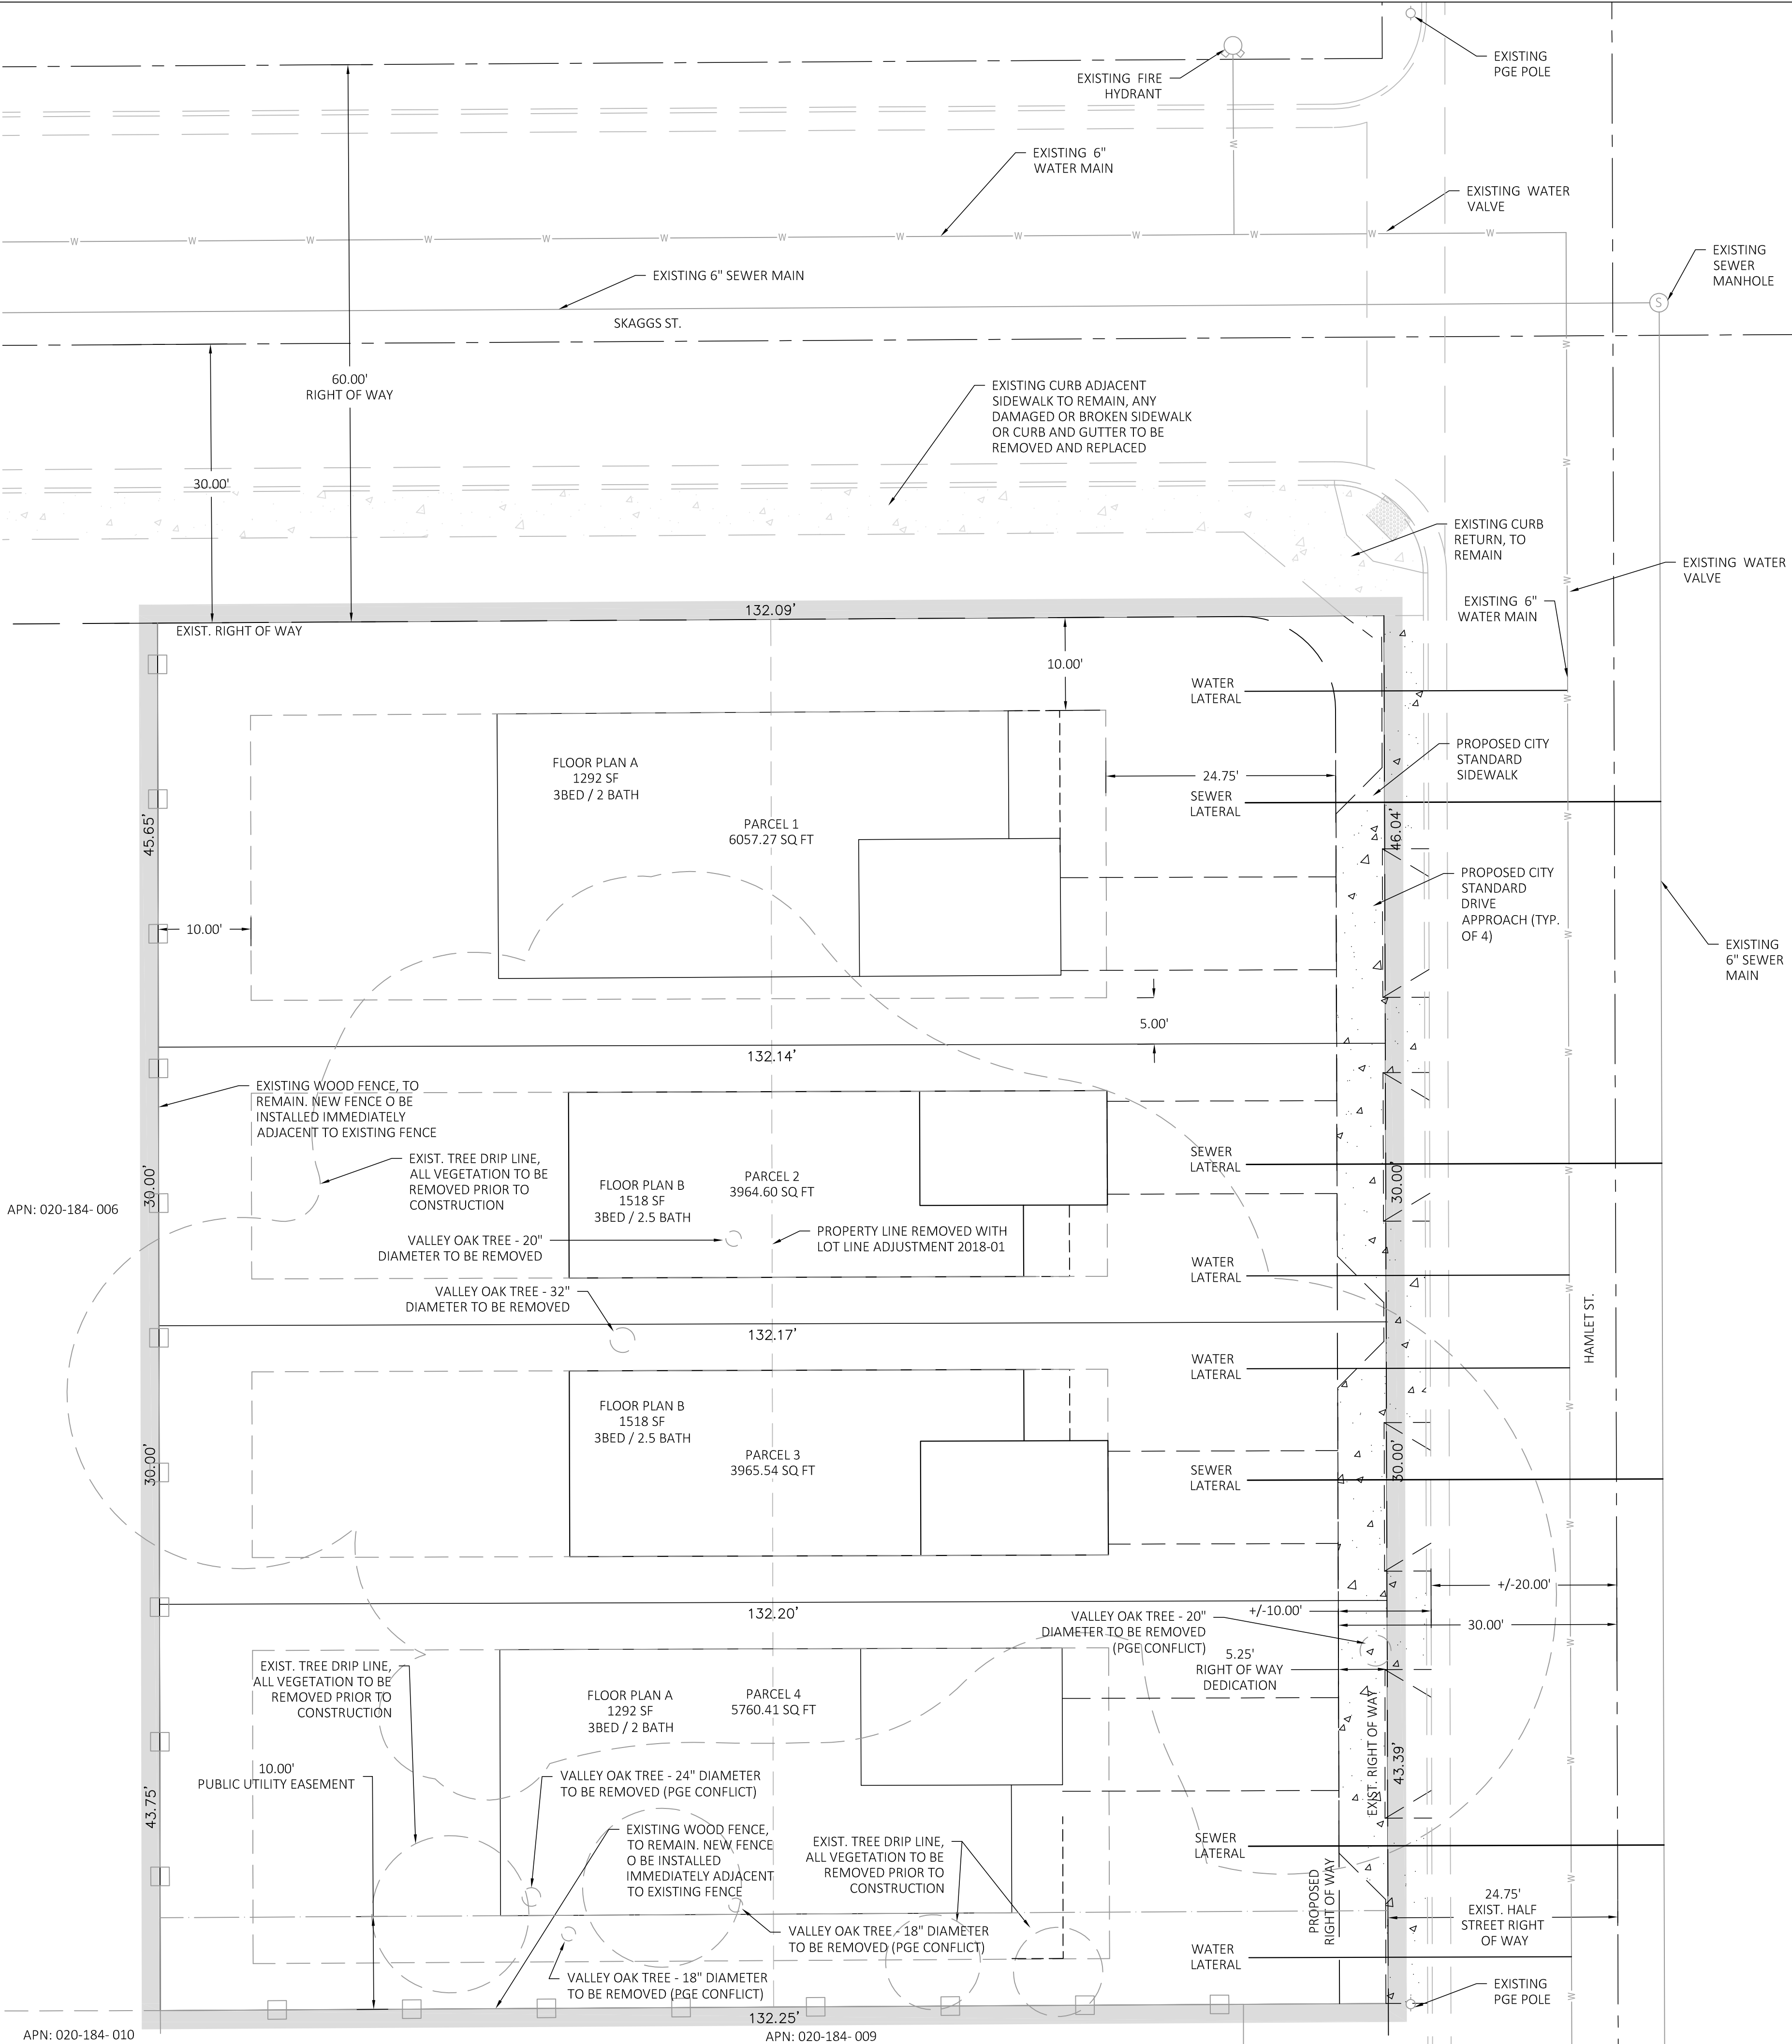 EXISTING
PGE POLE
EXISTING FIRE
HYDRANT
EXISTING 6"
WATER MAIN
EXISTING WATER
VALVE
W W W W W W W W W W W W W
W
EXISTING
SEWER
MANHOLE
EXISTING 6" SEWER MAIN
S
SKAGGS ST.
60.00'
RIGHT OF WAY
EXISTING CURB ADJACENT
SIDEWALK TO REMAIN, ANY
DAMAGED OR BROKEN SIDEWALK
OR CURB AND GUTTER TO BE
REMOVED AND REPLACED
30.00'
EXISTING CURB
RETURN, TO
REMAIN
EXISTING WATER
VALVE
EXISTING 6"
WATER MAIN
132.09'
EXIST. RIGHT OF WAY
10.00'
WATER
LATERAL
PROPOSED CITY
STANDARD
SIDEWALK
FLOOR PLAN A
1292 SF
3BED / 2 BATH
24.75'
SEWER
LATERAL
PARCEL 1
6057.27 SQ FT
45.65'
46.04'
PROPOSED CITY
STANDARD
DRIVE
APPROACH (TYP.
OF 4)
10.00'
EXISTING
6" SEWER
MAIN
5.00'
132.14'
EXISTING WOOD FENCE, TO
REMAIN. NEW FENCE O BE
INSTALLED IMMEDIATELY
ADJACENT TO EXISTING FENCE
EXIST. TREE DRIP LINE,
ALL VEGETATION TO BE
REMOVED PRIOR TO
CONSTRUCTION
SEWER
LATERAL
PARCEL 2
3964.60 SQ FT
FLOOR PLAN B
1518 SF
3BED / 2.5 BATH
30.00'
30.00'
APN: 020-184- 006
VALLEY OAK TREE - 20"
DIAMETER TO BE REMOVED
PROPERTY LINE REMOVED WITH
LOT LINE ADJUSTMENT 2018-01
WATER
LATERAL
VALLEY OAK TREE - 32"
DIAMETER TO BE REMOVED
HAMLET ST.
132.17'
WATER
LATERAL
FLOOR PLAN B
1518 SF
3BED / 2.5 BATH
PARCEL 3
3965.54 SQ FT
30.00'
30.00'
SEWER
LATERAL
+/-20.00'
132.20'
+/-10.00'
30.00'
VALLEY OAK TREE - 20"
DIAMETER TO BE REMOVED
(PGE CONFLICT)
5.25'
RIGHT OF WAY
DEDICATION
EXIST. TREE DRIP LINE,
ALL VEGETATION TO BE
REMOVED PRIOR TO
CONSTRUCTION
FLOOR PLAN A
1292 SF
3BED / 2 BATH
PARCEL 4
5760.41 SQ FT
EXIST. RIGHT OF WAY
43.39'
43.75'
10.00'
PUBLIC UTILITY EASEMENT
VALLEY OAK TREE - 24" DIAMETER
TO BE REMOVED (PGE CONFLICT)
EXISTING WOOD FENCE,
TO REMAIN. NEW FENCE
O BE INSTALLED
IMMEDIATELY ADJACENT
TO EXISTING FENCE
EXIST. TREE DRIP LINE,
ALL VEGETATION TO BE
REMOVED PRIOR TO
CONSTRUCTION
SEWER
LATERAL
PROPOSED
RIGHT OF WAY
24.75'
EXIST. HALF
STREET RIGHT
OF WAY
VALLEY OAK TREE - 18" DIAMETER
TO BE REMOVED (PGE CONFLICT)
WATER
LATERAL
VALLEY OAK TREE - 18" DIAMETER
TO BE REMOVED (PGE CONFLICT)
EXISTING
PGE POLE
132.25'
APN: 020-184- 010
APN: 020-184- 009
W W W W W W W W W W W W W W W